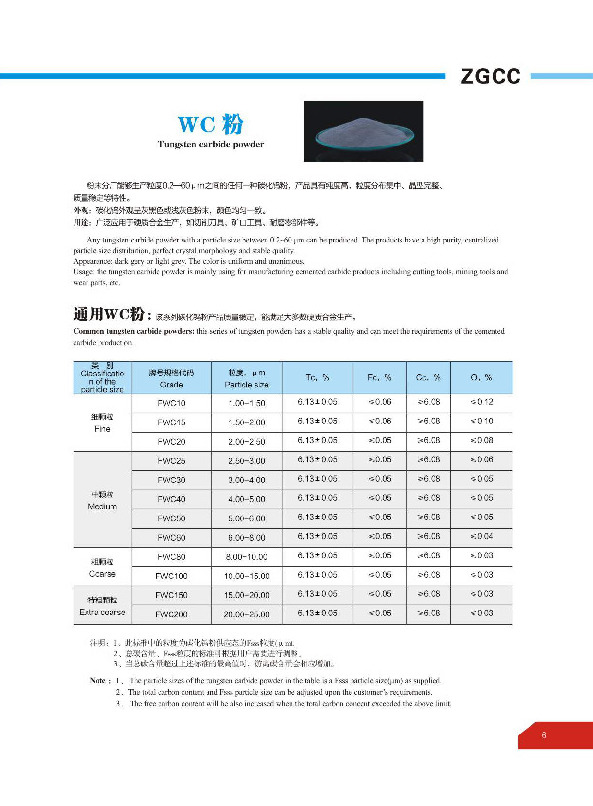 ZGCC
WC 粉
Tungsten carbide powder
粉末分厂能够生产粒度0.2—60μm之间的任何一种碳化钨粉，产品具有纯度高、粒度分布集中、晶型完整、
质量稳定等特性。
外观：碳化钨外观呈灰黑色或浅灰色粉末，颜色均匀一致。
用途：广泛应用于硬质合金生产，如切削刀具、矿山工具、耐磨零部件等。
Any tungsten carbide powder with a particle size between 0.2~60 μm can be produced. The products have a high purity, centralized
particle size distribution, perfect crystal morphology and stable quality.
Appearance: dark gery or light grey. The color is uniform and unanimous.
Usage: the tungsten carbide powder is mainly using for manufacturing cemented carbide products including cutting tools, mining tools and
wear parts, etc.
通用WC粉：该系列碳化钨粉产品质量稳定，能满足大多数硬质合金生产。
Common tungsten carbide powders: this series of tungsten powders has a stable quality and can meet the requirements of the cemented
carbide production.
类 别 Classificatio n of the particle size 牌号规格代码 Grade 粒度，μm Particle size Tc, % Fc, % Cc, % O, %
细颗粒 Fine
FWC10 1.00-1.50 6.13±0.05 ≤0.06 ≥6.08 ≤0.12
FWC15 1.50-2.00 6.13±0.05 ≤0.06 ≥6.08 ≤0.10
FWC20 2.00-2.50 6.13±0.05 ≤0.05 ≥6.08 ≤0.08
中颗粒 Medium
FWC25 2.50-3.00 6.13±0.05 ≤0.05 ≥6.08 ≤0.06
FWC30 3.00-4.00 6.13±0.05 ≤0.05 ≥6.08 ≤0.05
FWC40 4.00-5.00 6.13±0.05 ≤0.05 ≥6.08 ≤0.05
FWC50 5.00-6.00 6.13±0.05 ≤0.05 ≥6.08 ≤0.05
FWC60 6.00-8.00 6.13±0.05 ≤0.05 ≥6.08 ≤0.04
粗颗粒 Coarse
FWC80 8.00-10.00 6.13±0.05 ≤0.05 ≥6.08 ≤0.03
FWC100 10.00-15.00 6.13±0.05 ≤0.05 ≥6.08 ≤0.03
特粗颗粒 Extra coarse
FWC150 15.00-20.00 6.13±0.05 ≤0.05 ≥6.08 ≤0.03
FWC200 20.00-25.00 6.13±0.05 ≤0.05 ≥6.08 ≤0.03
注明：1、此标准中的粒度为碳化钨粉供应态的Fsss粒度(μm).
2、总碳含量、Fsss粒度的标准可根据用户需要进行调整。
3、当总碳含量超过上述标准的最高值时，游离碳含量会相应增加。
Note：1、 The particle sizes of the tungsten carbide powder in the table is a Fsss particle size(μm) as supplied.
2、The total carbon content and Fsss particle size can be adjusted upon the customer's requirements.
3、 The free carbon content will be also increased when the total carbon concent exceeded the above limit.
6